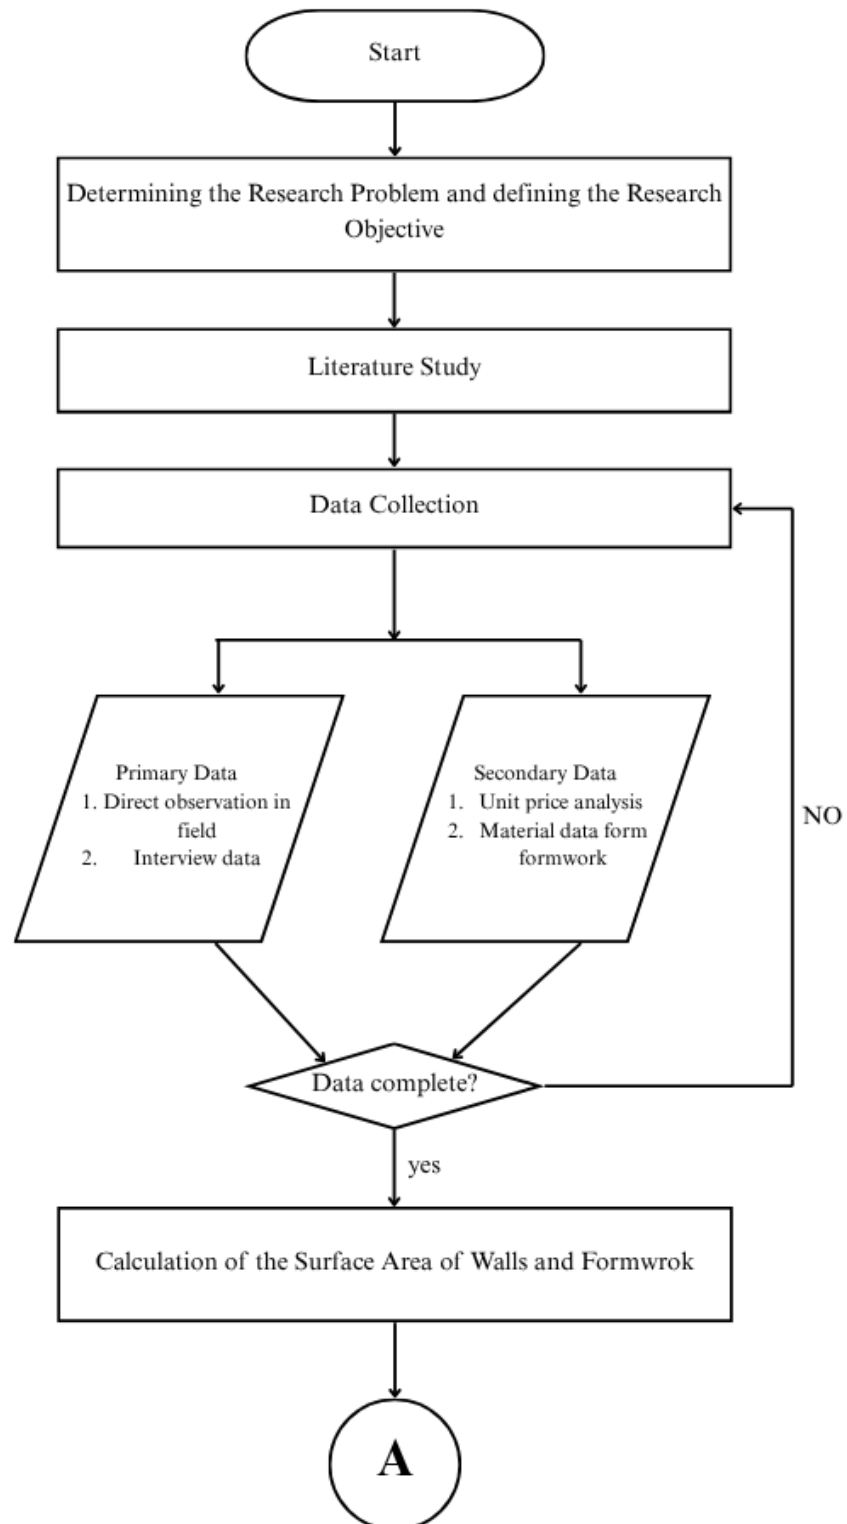 Start
Determining the Research Problem and defining the Research
Objective
Literature Study
Data Collection
Primary Data
1. Direct observation in
field
2. Interview data
Secondary Data
1. Unit price analysis
2. Material data form
formwork
NO
Data complete?
yes
Calculation of the Surface Area of Walls and Formwrok
A